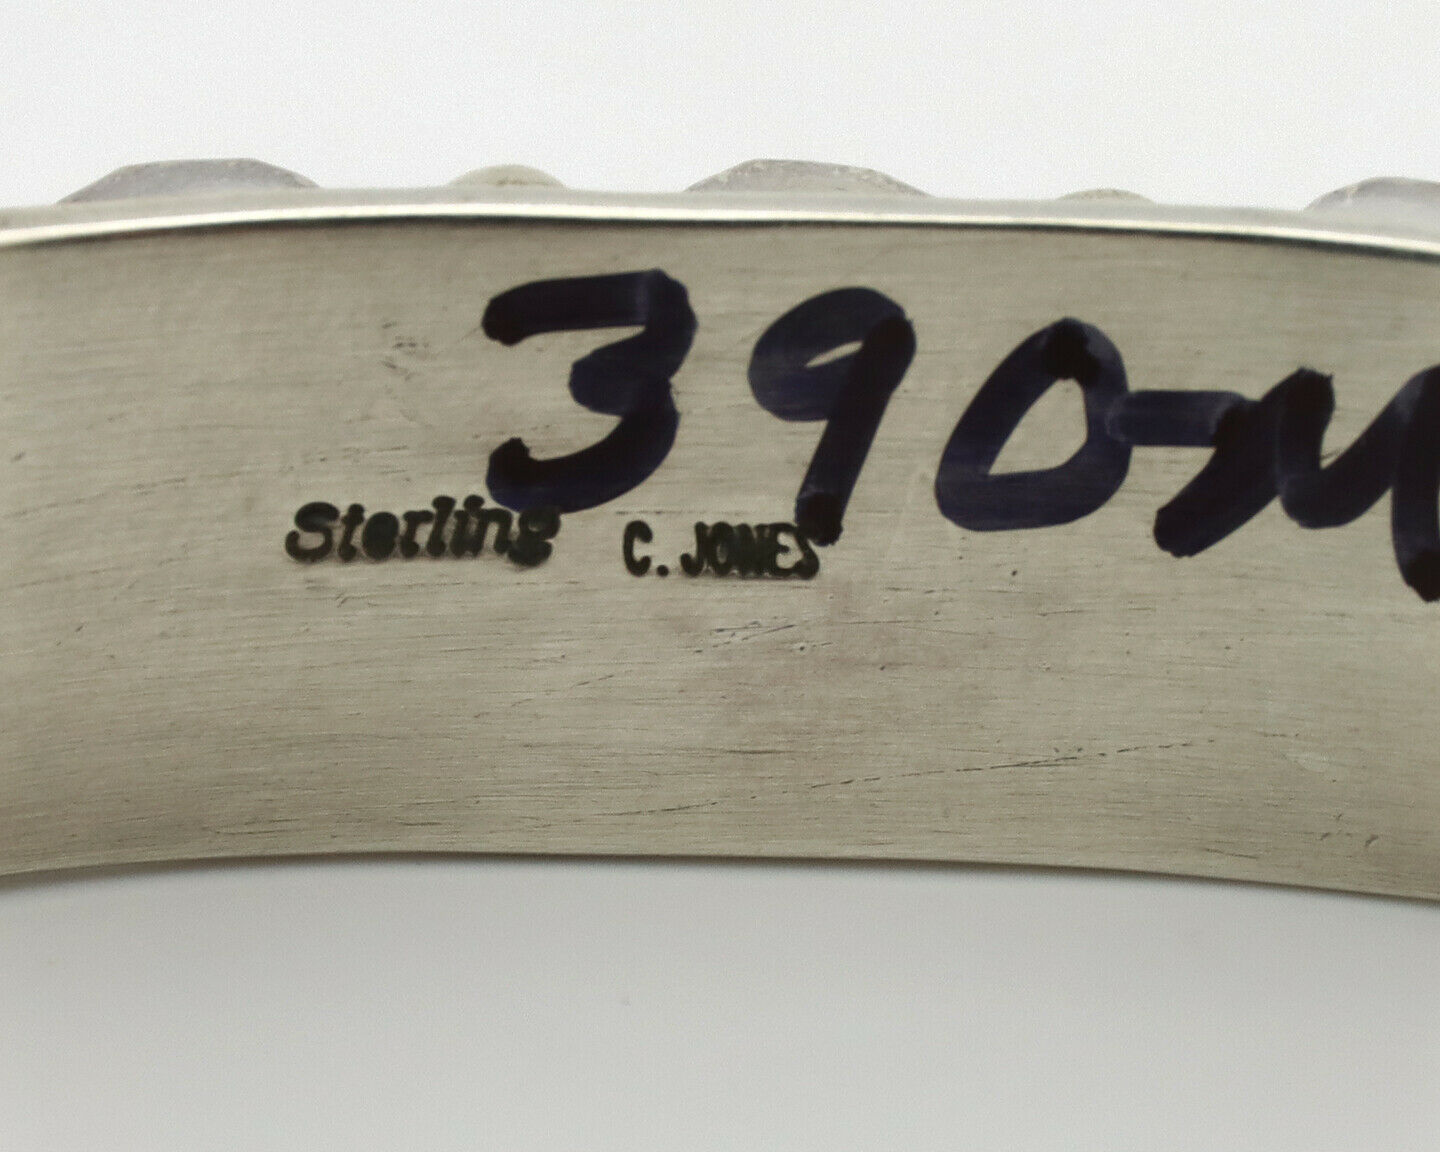 390-M
Sterling C. JONES